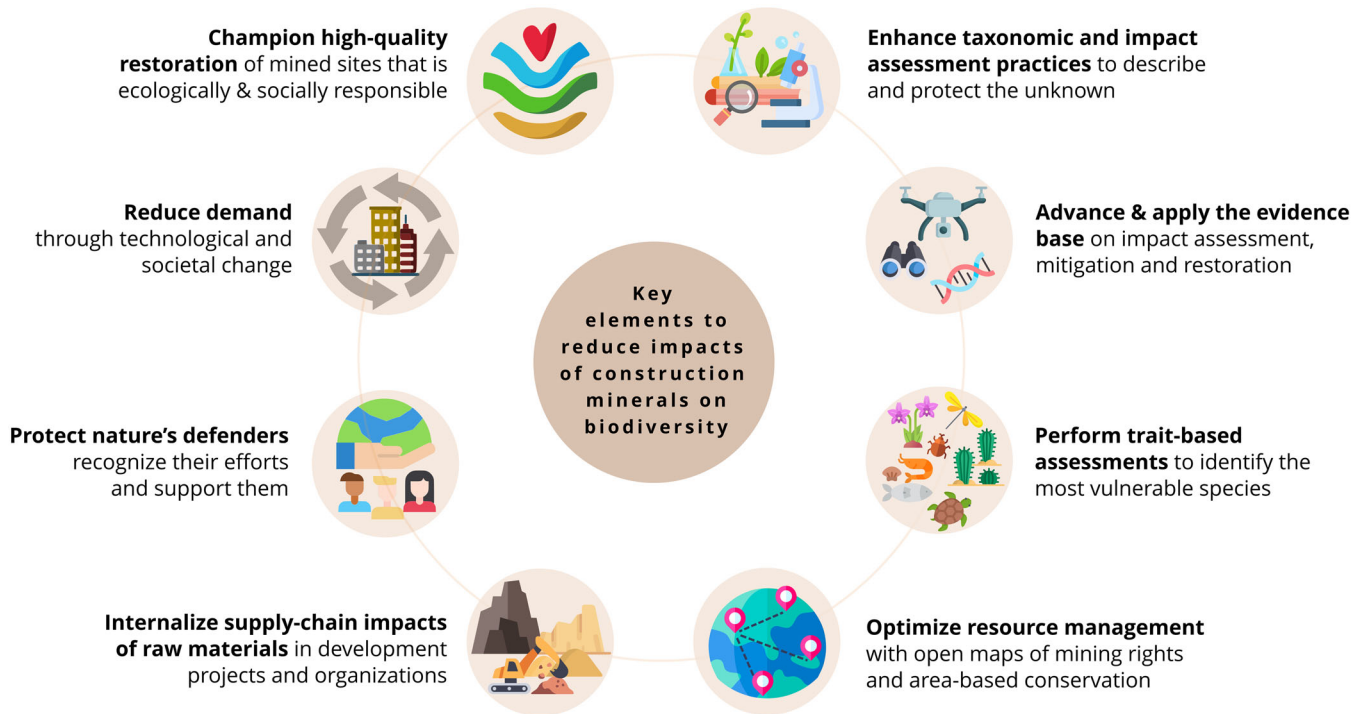 Key
elements to
reduce impacts
of construction
minerals on
biodiversity
Enhance taxonomic and impact
assessment practices to describe
and protect the unknown
Advance & apply the evidence
base on impact assessment,
mitigation and restoration
Perform trait-based
assessments to identify the
most vulnerable species
Optimize resource management
with open maps of mining rights
and area-based conservation
Internalize supply-chain impacts
of raw materials in development
projects and organizations
Protect nature’s defenders
recognize their efforts
and support them
Reduce demand
through technological and
societal change
Champion high-quality
restoration of mined sites that is
ecologically & socially responsible